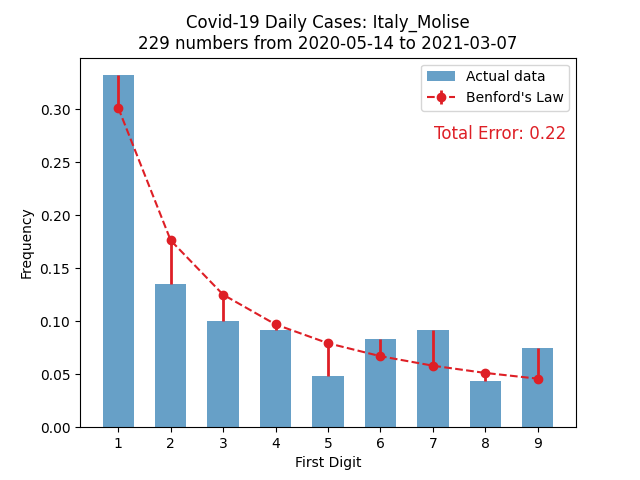 Covid-19 Daily Cases: Italy_Molise
229 numbers from 2020-05-14 to 2021-03-07
Actual data
Benford's Law
Total Error: 0.22
Frequency
0.30
0.25
0.20
0.15
0.10
0.05
0.00
1 2 3 4 5 6 7 8 9
First Digit